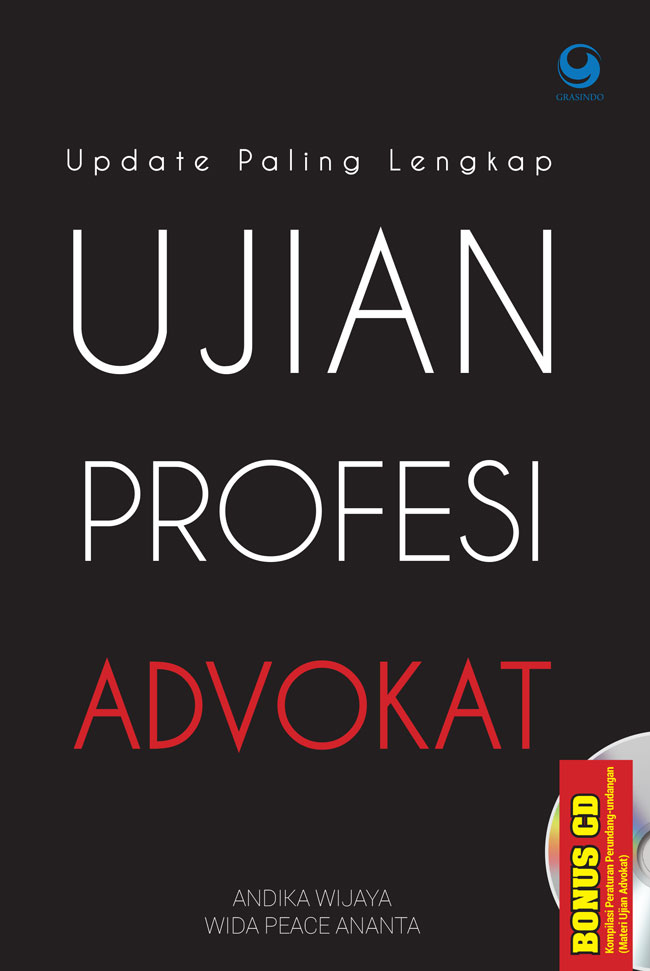 GRASINDO
Update Paling Lengkap
UJIAN
PROFESI
ADVOKAT
BONUS CD
Kompilasi Peraturan Perundang-undangan
(Materi Ujian Advokat)
ANDIKA WIJAYA
WIDA PEACE ANANTA